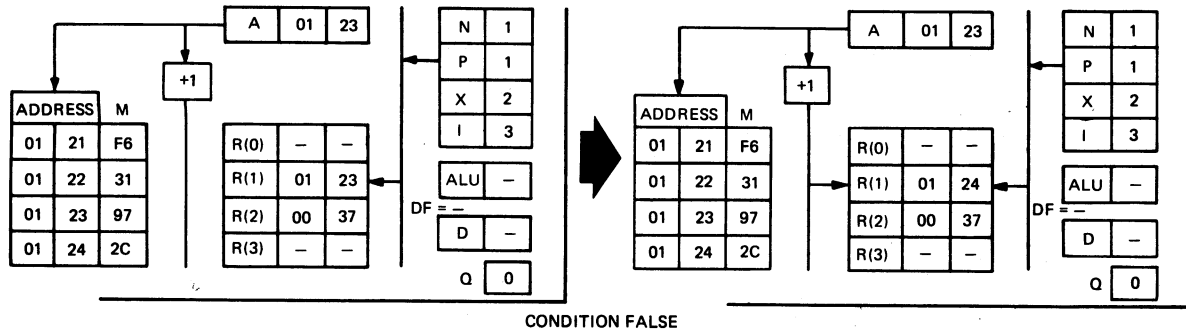 A 01 23
N 1
P 1
X 2
I 3
+1
ADDRESS M
01 21 F6
01 22 31
01 23 97
01 24 2C
R(0) – –
R(1) 01 23
R(2) 00 37
R(3) – –
ALU –
DF = –
D –
Q 0
A 01 23
N 1
P 1
X 2
I 3
+1
ADDRESS M
01 21 F6
01 22 31
01 23 97
01 24 2C
R(0) – –
R(1) 01 24
R(2) 00 37
R(3) – –
ALU –
DF = –
D –
Q 0
CONDITION FALSE